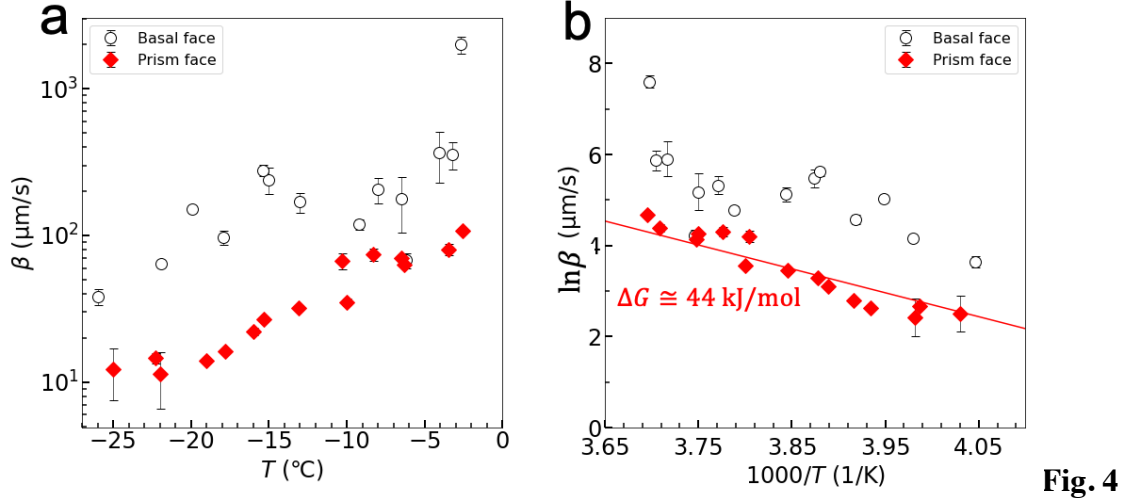 a
Basal face
Prism face
10³
10²
10¹
β (μm/s)
−25
−20
−15
−10
−5
0
T (°C)
b
Basal face
Prism face
8
6
4
2
0
lnβ (μm/s)
ΔG ≅ 44 kJ/mol
3.65
3.75
3.85
3.95
4.05
1000/T (1/K)
Fig. 4